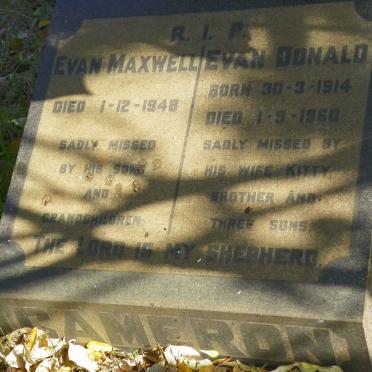 R. I. P.
EVAN MAXWELL
DIED 1-12-1948
SADLY MISSED
BY HIS SONS
AND
GRANDCHILDREN.
EVAN DONALD
BORN 30-3-1914
DIED 1-5-1960
SADLY MISSED BY
HIS WIFE KITTY,
BROTHER AND
THREE SONS,
THE LORD IS MY SHEPHERD.
CAMERON